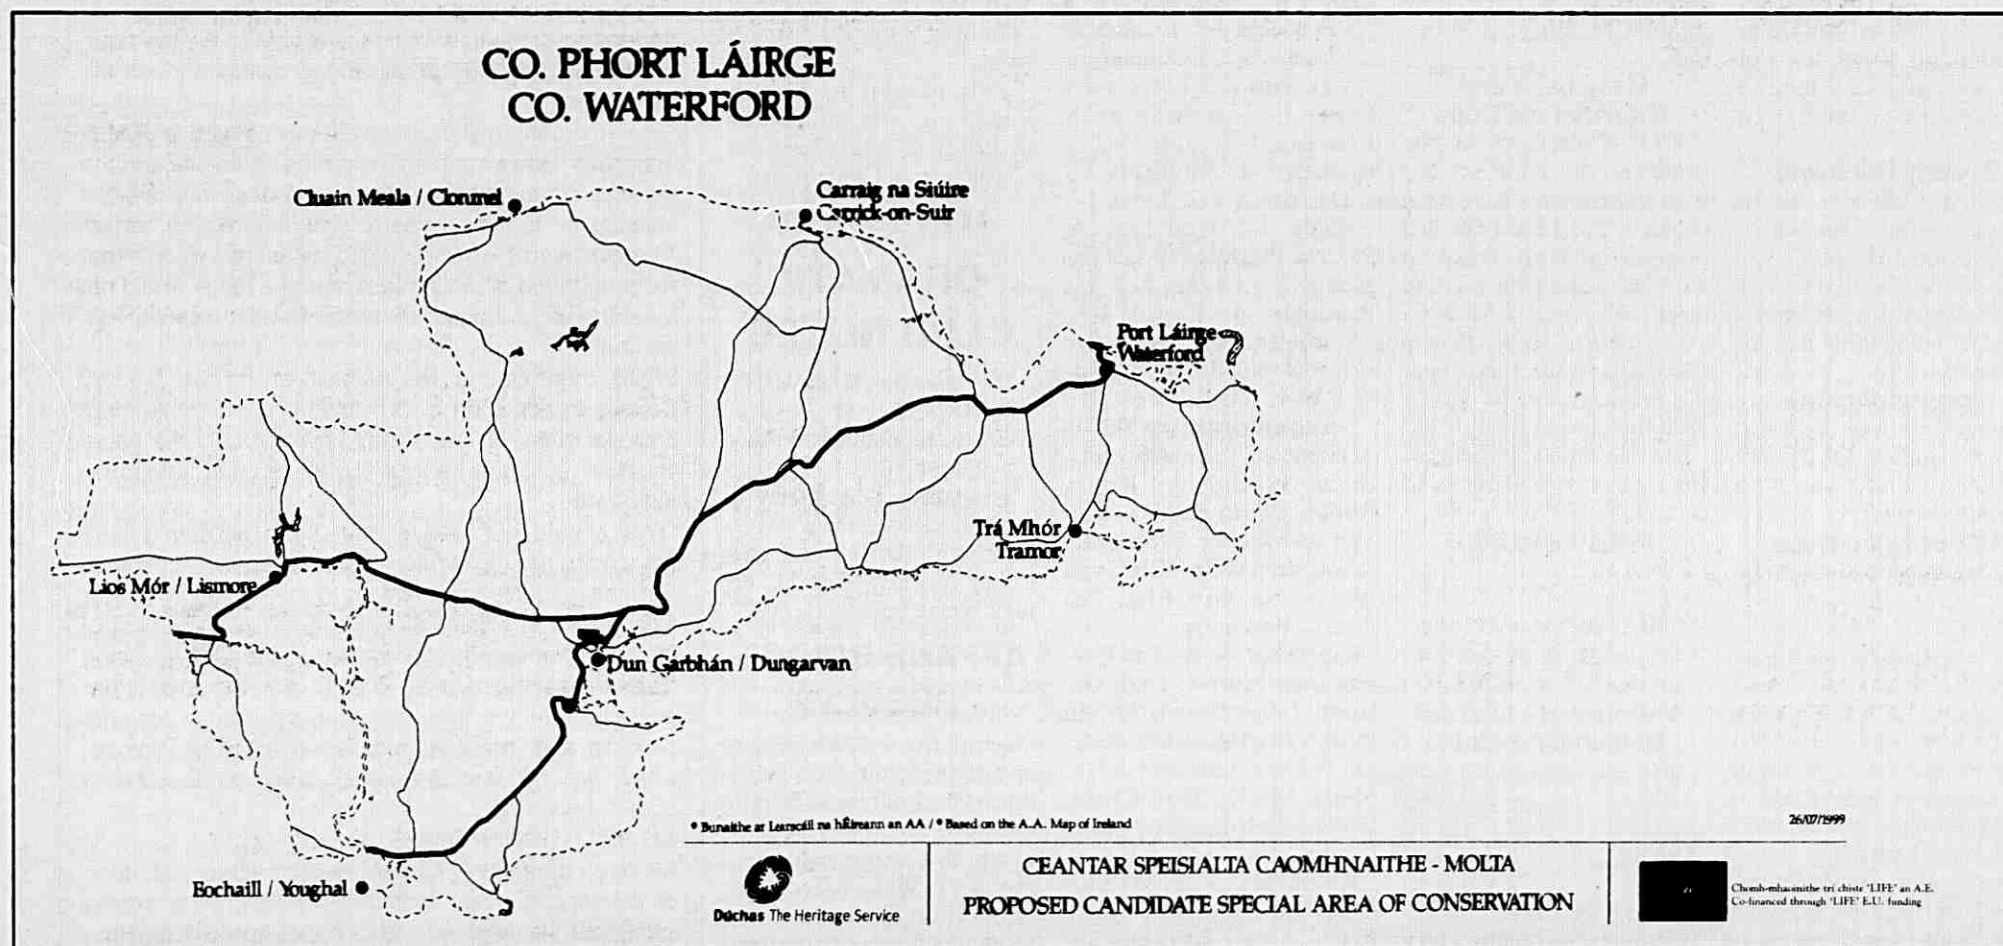 CO. PHORT LÁIRGE
CO. WATERFORD
Cluain Meala / Clonmel
Carraig na Siúire
Carrick-on-Suir
Port Láirge
Waterford
Trá Mhór
Tramor
Lios Mór / Lismore
Dun Garbhán / Dungarvan
* Bunaithe ar Learscáil na hÉireann an AA / * Based on the A.A. Map of Ireland
26/07/1999
Eochaill / Youghal
Dúchas The Heritage Service
CEANTAR SPEISIALTA CAOMHNAITHE - MOLTA
PROPOSED CANDIDATE SPECIAL AREA OF CONSERVATION
Chomh-mhaoinithe trí chiste 'LIFE' an A.E.
Co-financed through 'LIFE' E.U. funding